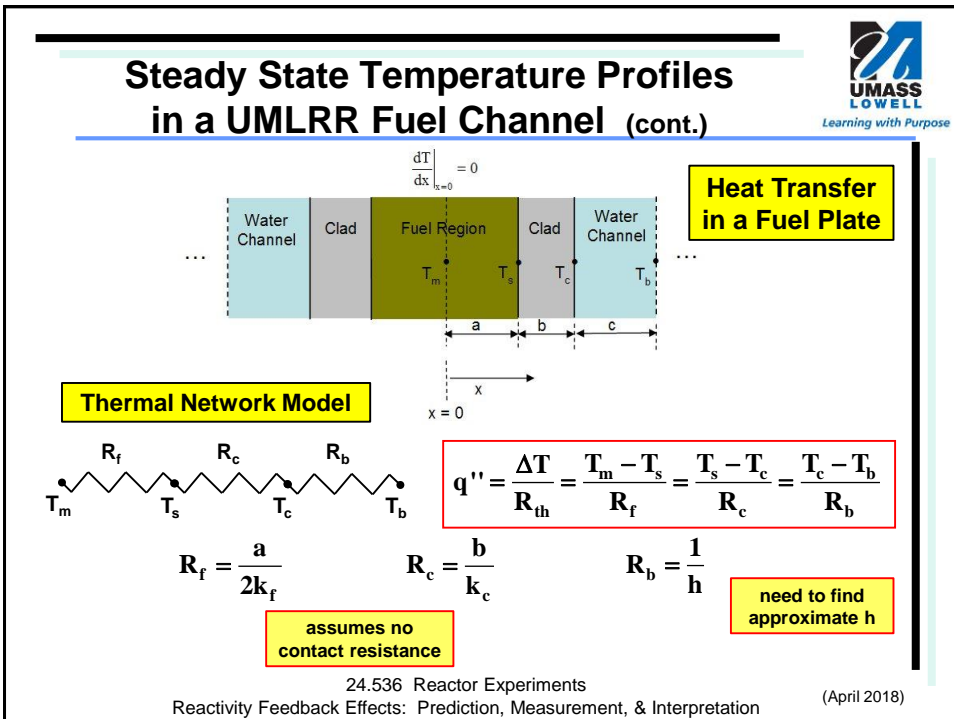 Steady State Temperature Profiles
in a UMLRR Fuel Channel (cont.)
UMASS
LOWELL
Learning with Purpose
dT/dx|x=0 = 0
Heat Transfer
in a Fuel Plate
Water
Channel
Clad
Fuel Region
Clad
Water
Channel
...
...
Tm
Ts
Tc
Tb
a
b
c
x
x = 0
Thermal Network Model
Rf
Rc
Rb
Tm
Ts
Tc
Tb
q'' = ΔT/Rth = (Tm − Ts)/Rf = (Ts − Tc)/Rc = (Tc − Tb)/Rb
Rf = a/2kf
Rc = b/kc
Rb = 1/h
assumes no
contact resistance
need to find
approximate h
24.536 Reactor Experiments
Reactivity Feedback Effects: Prediction, Measurement, & Interpretation
(April 2018)